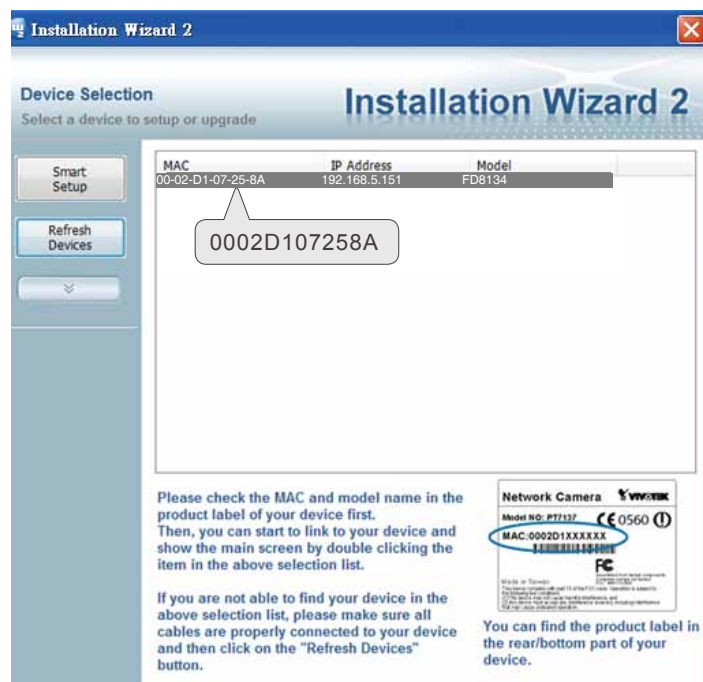 Installation Wizard 2
Device Selection
Select a device to setup or upgrade
Installation Wizard 2
Smart
Setup
Refresh
Devices
MAC IP Address Model
00-02-D1-07-25-8A 192.168.5.151 FD8134
0002D107258A
Please check the MAC and model name in the
product label of your device first.
Then, you can start to link to your device and
show the main screen by double clicking the
item in the above selection list.
If you are not able to find your device in the
above selection list, please make sure all
cables are properly connected to your device
and then click on the "Refresh Devices"
button.
Network Camera VIVOTEK
Model NO: PT7137 CE 0560
MAC:0002D1XXXXXX
FC
Made in Taiwan
You can find the product label in
the rear/bottom part of your
device.